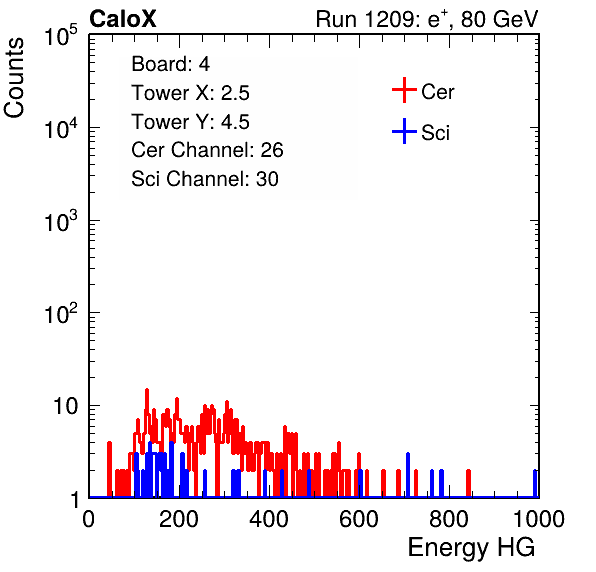 CaloX Run 1209: e+, 80 GeV
Counts
Board: 4
Tower X: 2.5
Tower Y: 4.5
Cer Channel: 26
Sci Channel: 30
Cer
Sci
10^5
10^4
10^3
10^2
10
1
0 200 400 600 800 1000
Energy HG